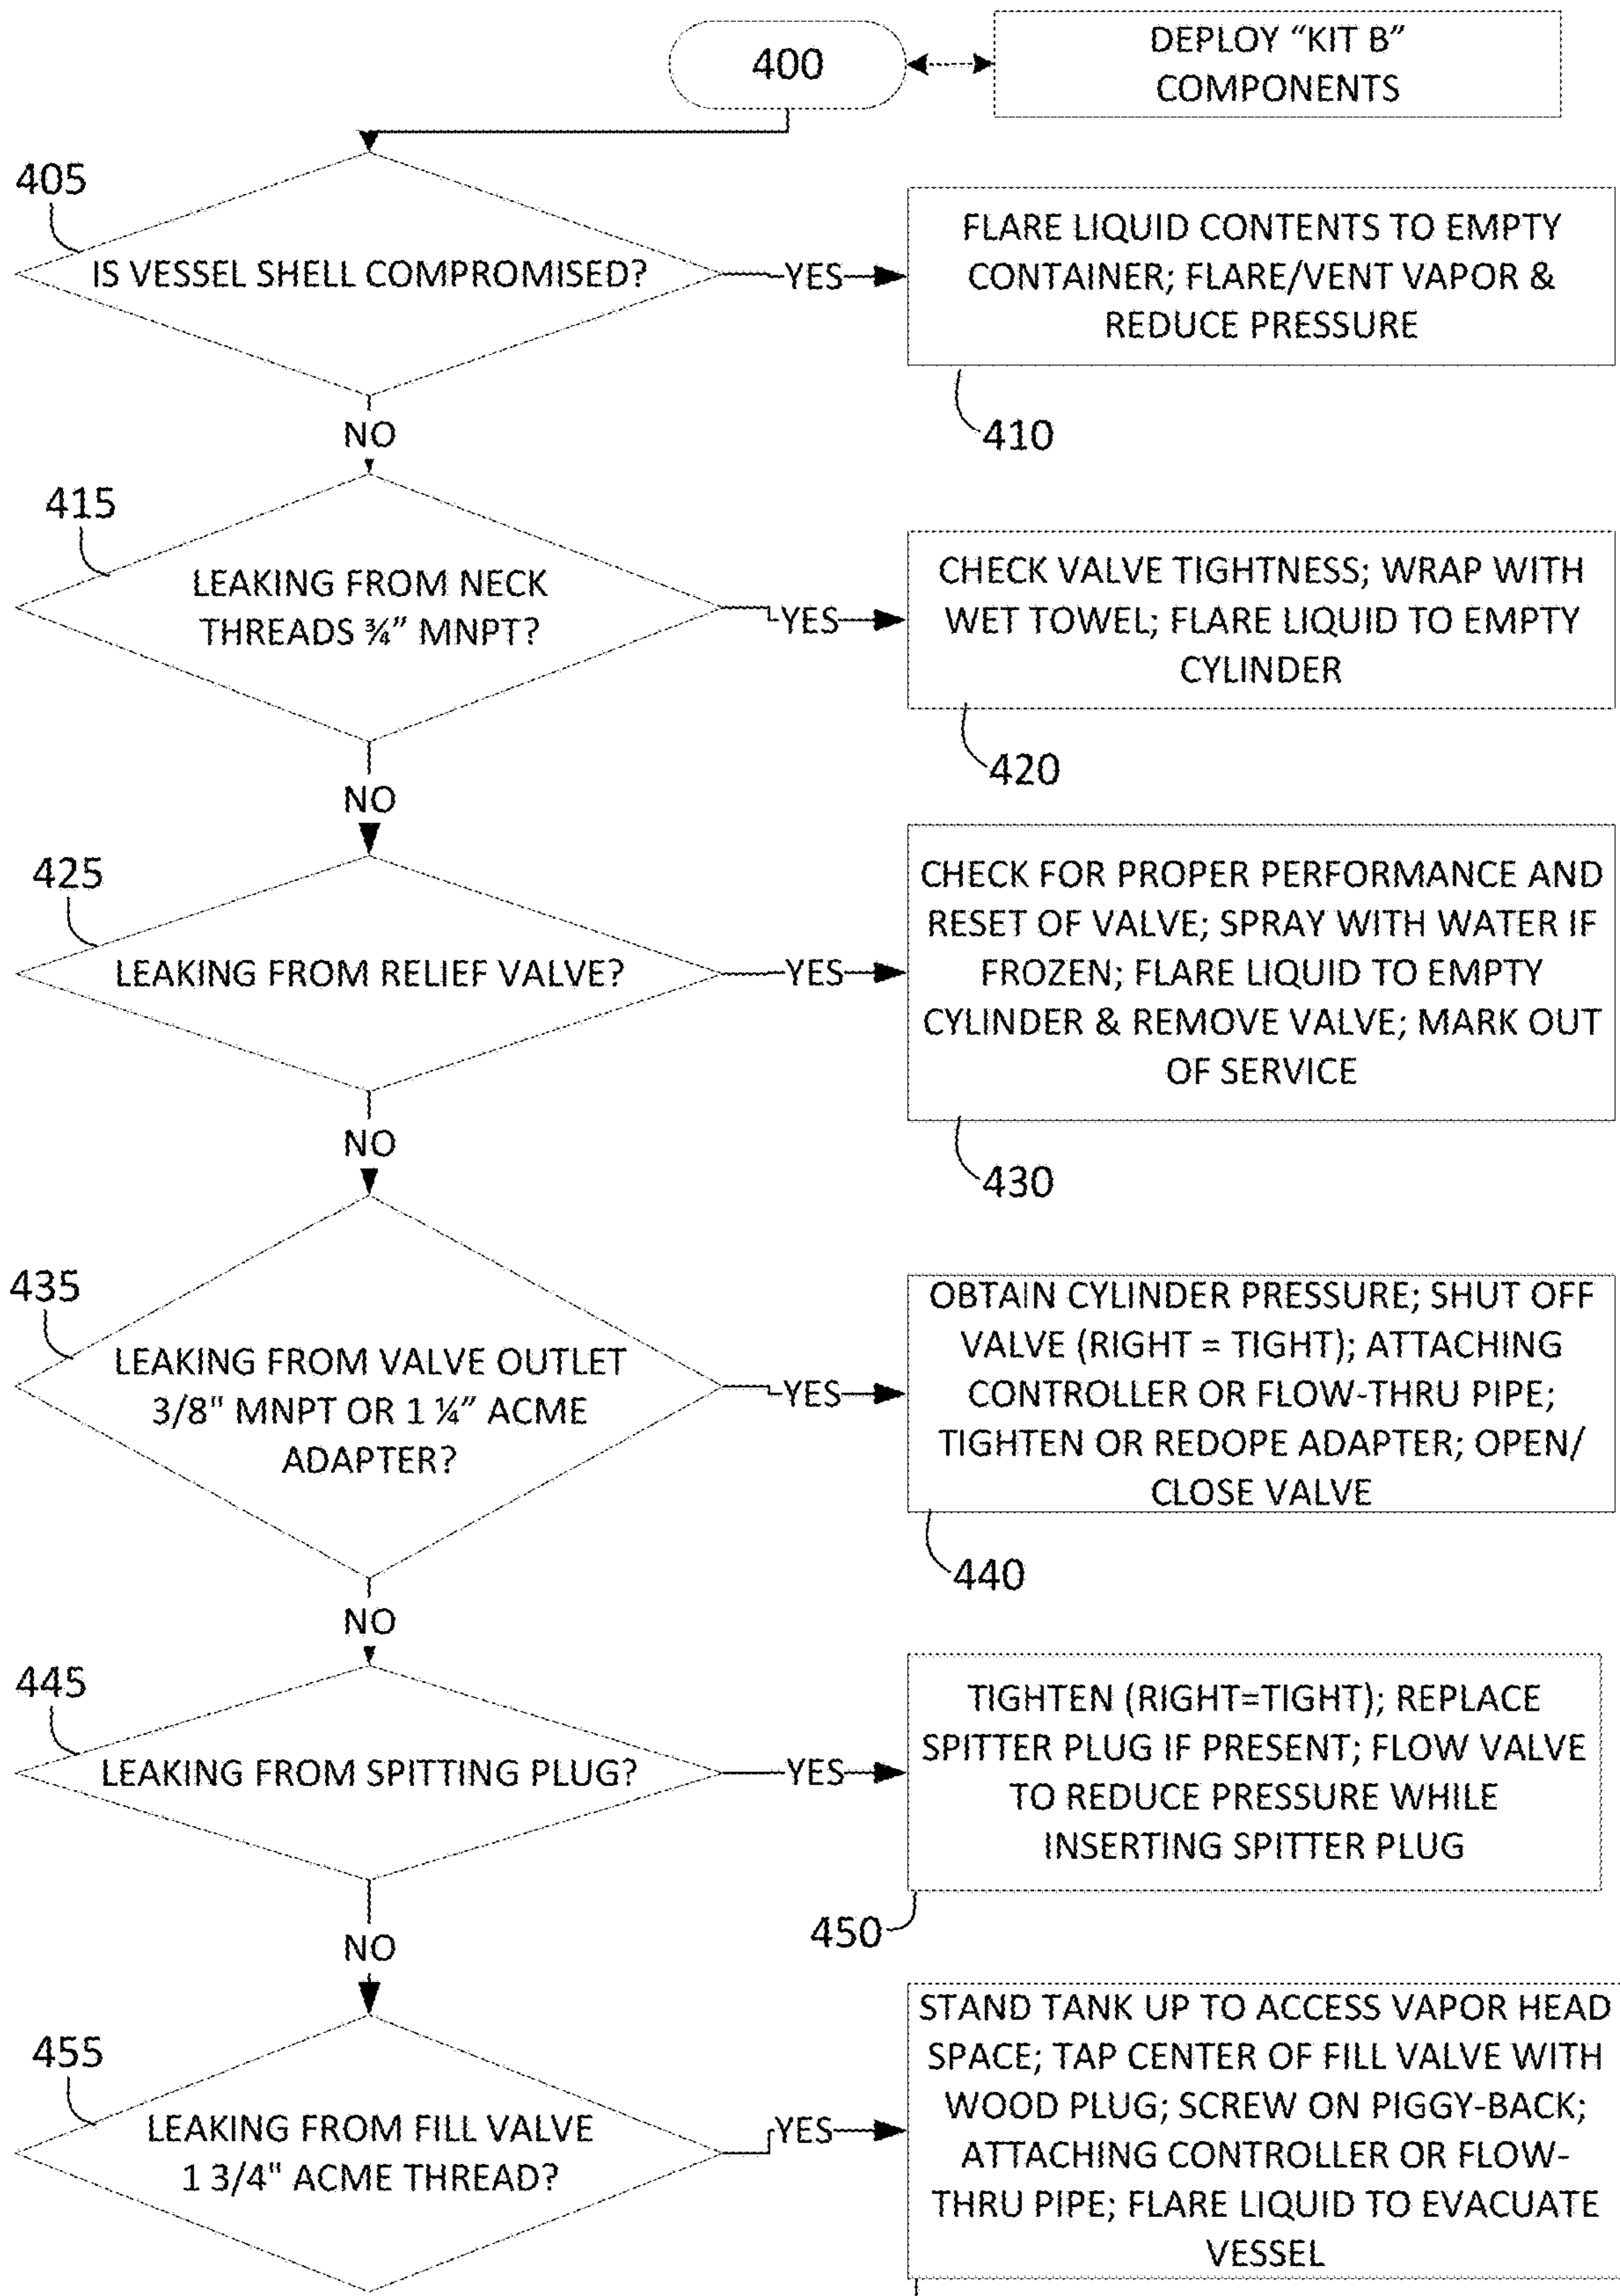 400
DEPLOY “KIT B”
COMPONENTS
405
IS VESSEL SHELL COMPROMISED?
YES
FLARE LIQUID CONTENTS TO EMPTY
CONTAINER; FLARE/VENT VAPOR &
REDUCE PRESSURE
410
NO
415
LEAKING FROM NECK
THREADS ¾” MNPT?
YES
CHECK VALVE TIGHTNESS; WRAP WITH
WET TOWEL; FLARE LIQUID TO EMPTY
CYLINDER
420
NO
425
LEAKING FROM RELIEF VALVE?
YES
CHECK FOR PROPER PERFORMANCE AND
RESET OF VALVE; SPRAY WITH WATER IF
FROZEN; FLARE LIQUID TO EMPTY
CYLINDER & REMOVE VALVE; MARK OUT
OF SERVICE
430
NO
435
LEAKING FROM VALVE OUTLET
3/8" MNPT OR 1 ¼” ACME
ADAPTER?
YES
OBTAIN CYLINDER PRESSURE; SHUT OFF
VALVE (RIGHT = TIGHT); ATTACHING
CONTROLLER OR FLOW-THRU PIPE;
TIGHTEN OR REDOPE ADAPTER; OPEN/
CLOSE VALVE
440
NO
445
LEAKING FROM SPITTING PLUG?
YES
TIGHTEN (RIGHT=TIGHT); REPLACE
SPITTER PLUG IF PRESENT; FLOW VALVE
TO REDUCE PRESSURE WHILE
INSERTING SPITTER PLUG
450
NO
455
LEAKING FROM FILL VALVE
1 3/4" ACME THREAD?
YES
STAND TANK UP TO ACCESS VAPOR HEAD
SPACE; TAP CENTER OF FILL VALVE WITH
WOOD PLUG; SCREW ON PIGGY-BACK;
ATTACHING CONTROLLER OR FLOW-
THRU PIPE; FLARE LIQUID TO EVACUATE
VESSEL